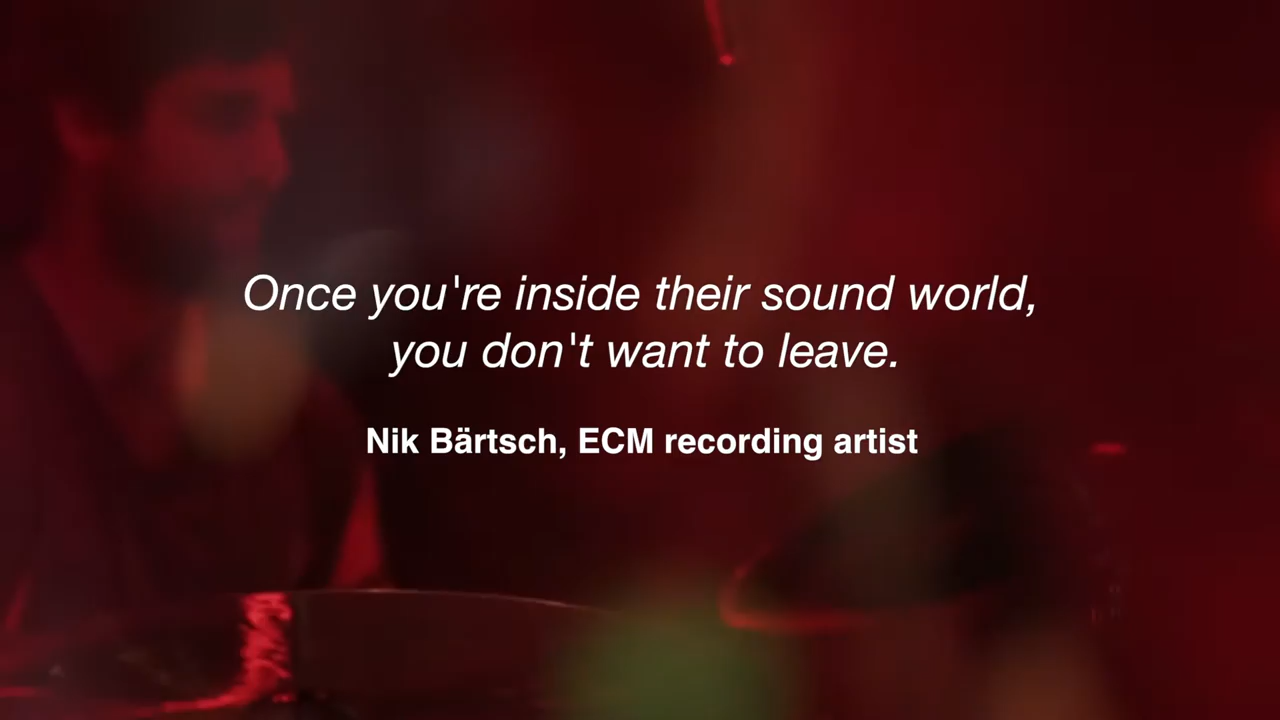 Once you're inside their sound world,
you don't want to leave.
Nik Bärtsch, ECM recording artist